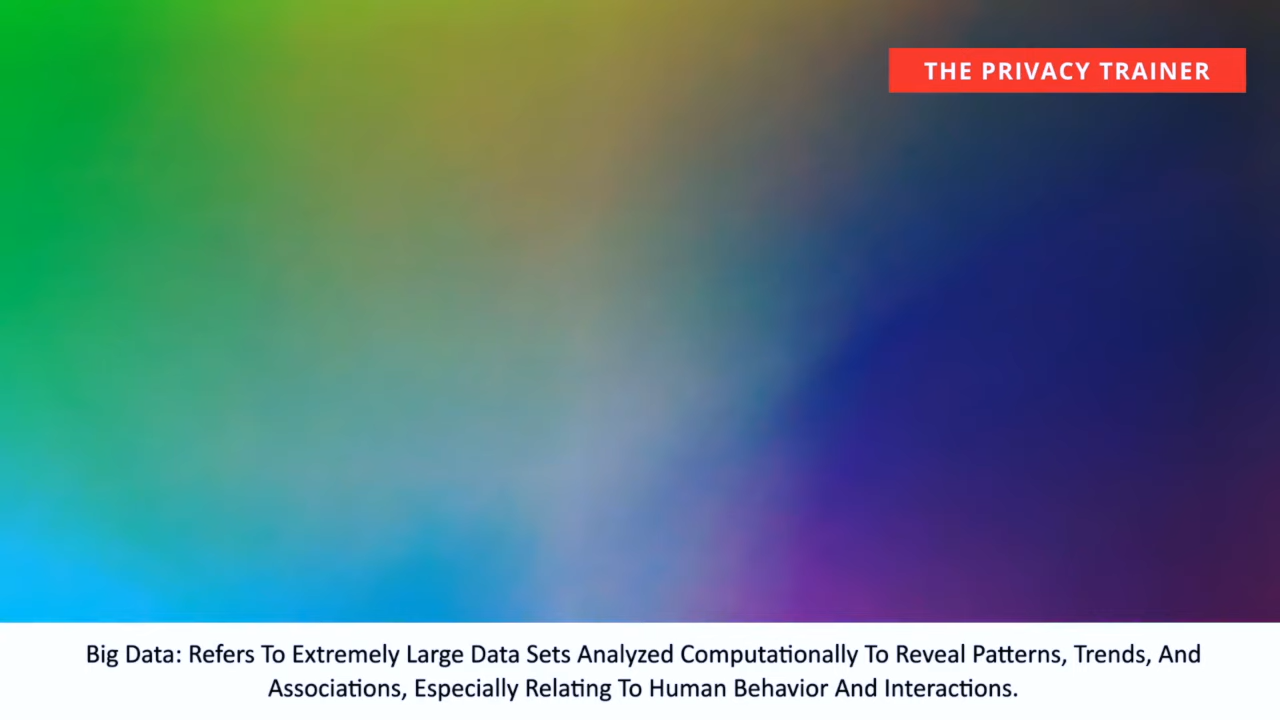 THE PRIVACY TRAINER
Big Data: Refers To Extremely Large Data Sets Analyzed Computationally To Reveal Patterns, Trends, And
Associations, Especially Relating To Human Behavior And Interactions.